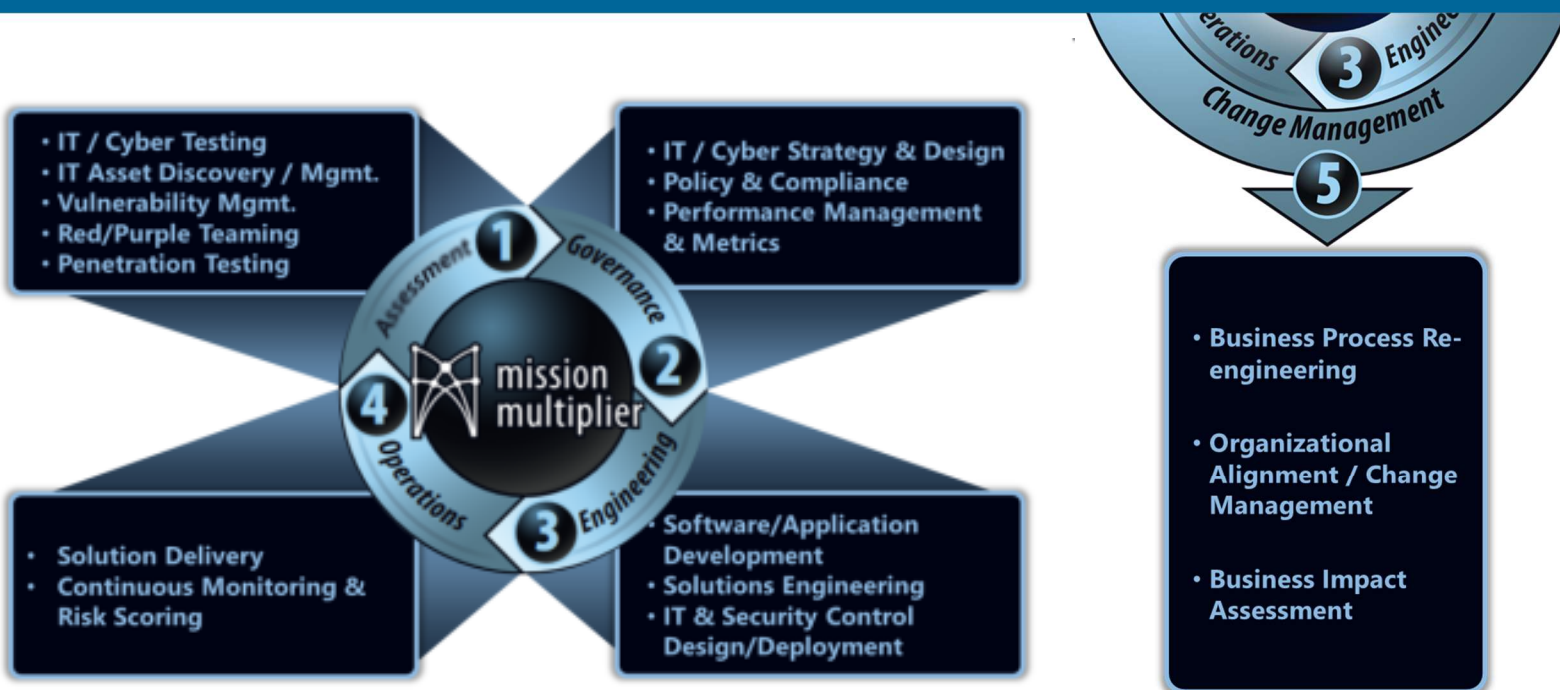 • IT / Cyber Testing
• IT Asset Discovery / Mgmt.
• Vulnerability Mgmt.
• Red/Purple Teaming
• Penetration Testing
• IT / Cyber Strategy & Design
• Policy & Compliance
• Performance Management
& Metrics
1
Assessment
Governance
2
mission
multiplier
4
Operations
3
Engineering
• Solution Delivery
• Continuous Monitoring &
Risk Scoring
• Software/Application
Development
• Solutions Engineering
• IT & Security Control
Design/Deployment
erations
3
Engine
Change Management
5
• Business Process Re-
engineering
• Organizational
Alignment / Change
Management
• Business Impact
Assessment